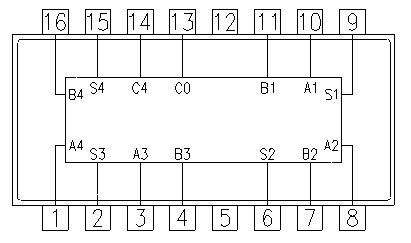 16 15 14 13 12 11 10 9
B4 S4 C4 C0 B1 A1 S1
A4 S3 A3 B3 S2 B2 A2
1 2 3 4 5 6 7 8